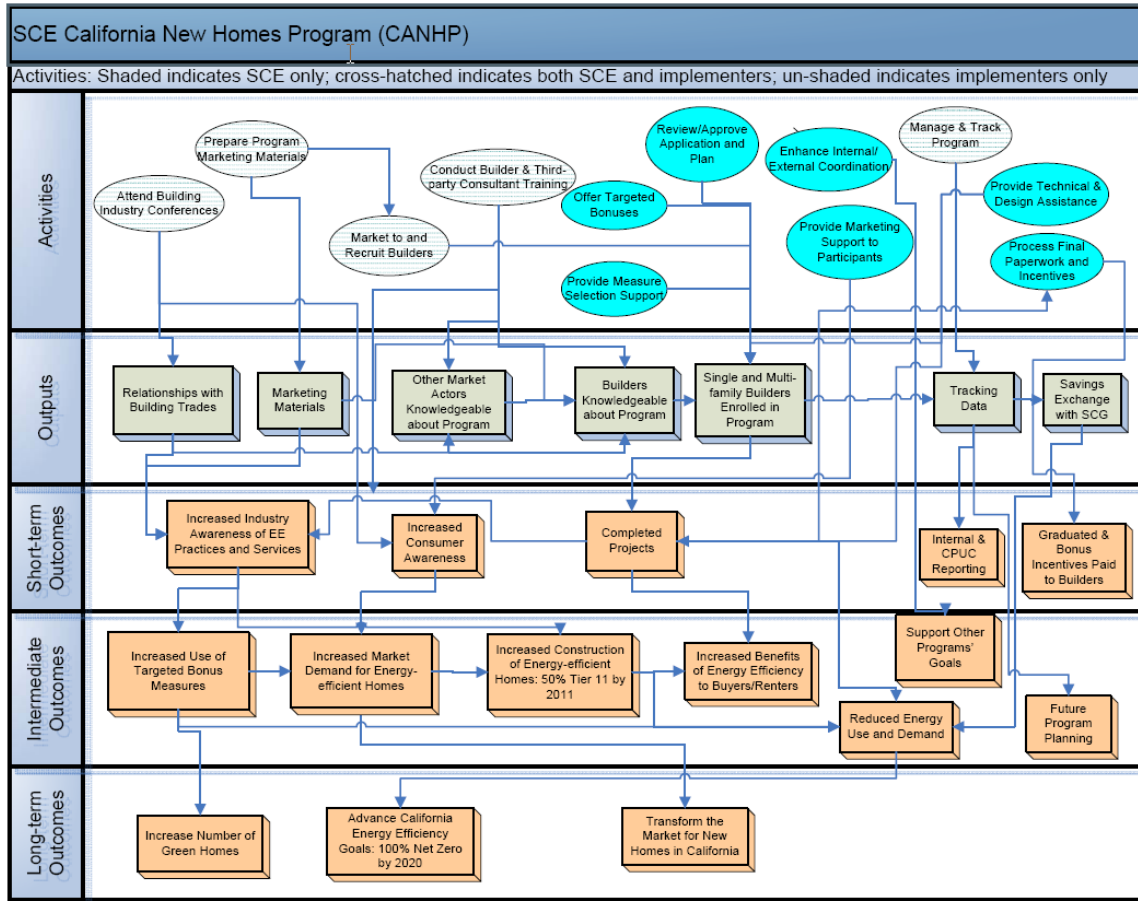 SCE California New Homes Program (CANHP)
Activities: Shaded indicates SCE only; cross-hatched indicates both SCE and implementers; un-shaded indicates implementers only
Activities
Prepare Program
Marketing Materials
Attend Building
Industry Conferences
Conduct Builder & Third-
party Consultant Training
Market to and
Recruit Builders
Review/Approve
Application and
Plan
Offer Targeted
Bonuses
Provide Measure
Selection Support
Enhance Internal/
External Coordination
Provide Marketing
Support to
Participants
Manage & Track
Program
Provide Technical &
Design Assistance
Process Final
Paperwork and
Incentives
Outputs
Relationships with
Building Trades
Marketing
Materials
Other Market
Actors
Knowledgeable
about Program
Builders
Knowledgeable
about Program
Single and Multi-
family Builders
Enrolled in
Program
Tracking
Data
Savings
Exchange
with SCG
Short-term
Outcomes
Increased Industry
Awareness of EE
Practices and Services
Increased
Consumer
Awareness
Completed
Projects
Internal &
CPUC
Reporting
Graduated &
Bonus
Incentives Paid
to Builders
Intermediate
Outcomes
Increased Use of
Targeted Bonus
Measures
Increased Market
Demand for Energy-
efficient Homes
Increased Construction
of Energy-efficient
Homes: 50% Tier 11 by
2011
Increased Benefits
of Energy Efficiency
to Buyers/Renters
Support Other
Programs'
Goals
Reduced Energy
Use and Demand
Future
Program
Planning
Long-term
Outcomes
Increase Number of
Green Homes
Advance California
Energy Efficiency
Goals: 100% Net Zero
by 2020
Transform the
Market for New
Homes in California